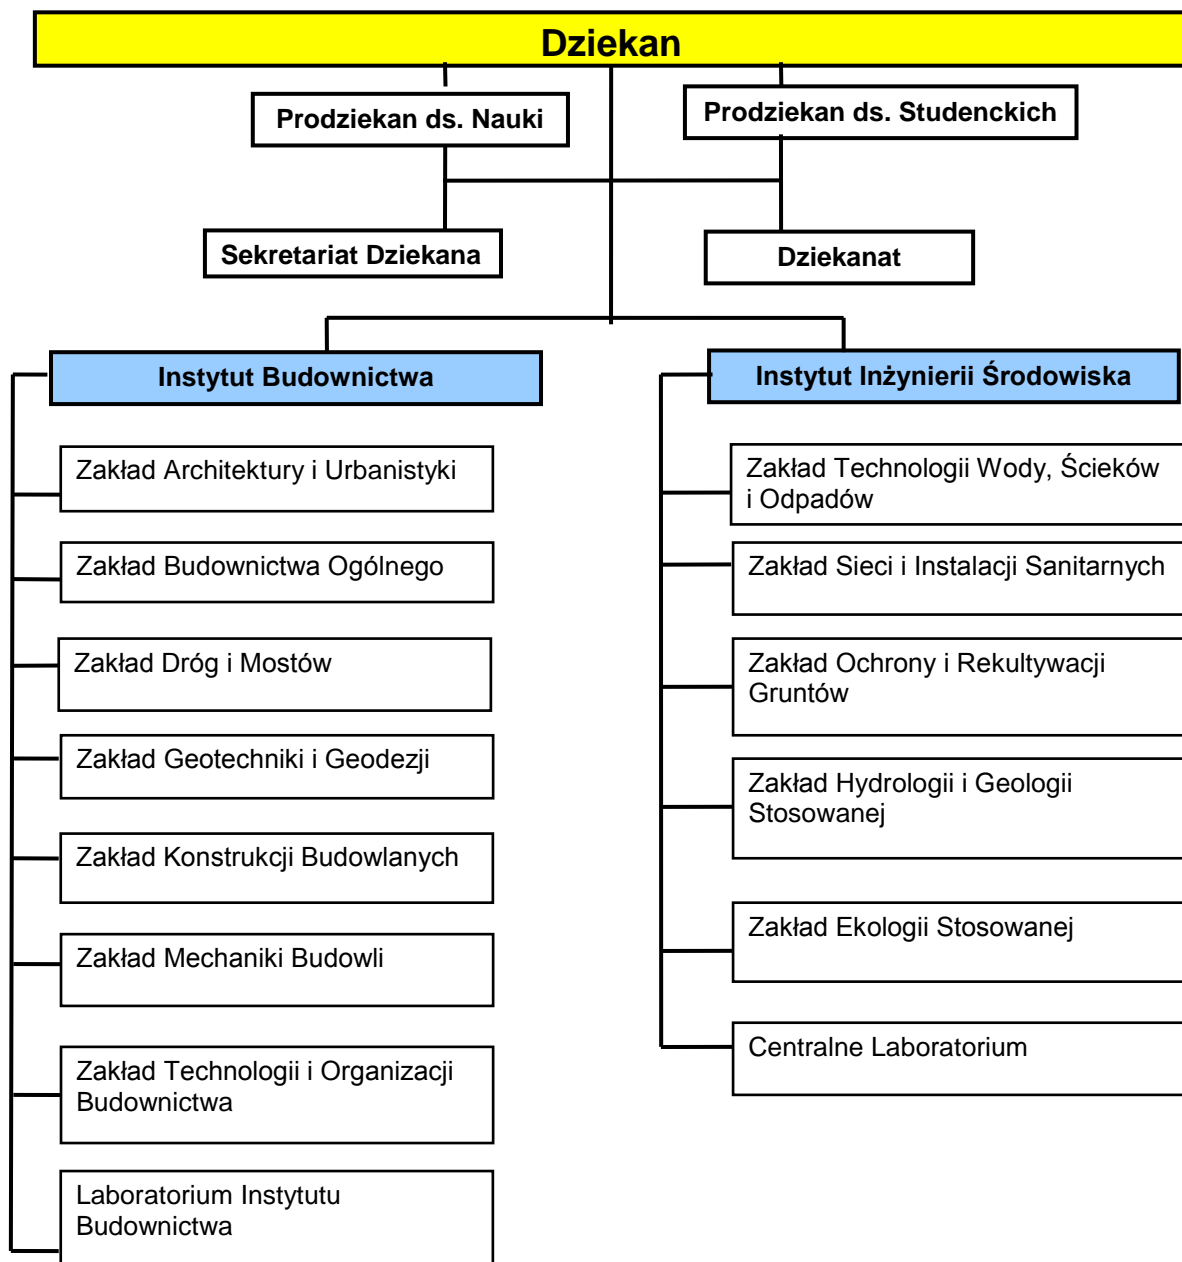 Dziekan
Prodziekan ds. Nauki
Prodziekan ds. Studenckich
Sekretariat Dziekana
Dziekanat
Instytut Budownictwa
Zakład Architektury i Urbanistyki
Zakład Budownictwa Ogólnego
Zakład Dróg i Mostów
Zakład Geotechniki i Geodezji
Zakład Konstrukcji Budowlanych
Zakład Mechaniki Budowli
Zakład Technologii i Organizacji
Budownictwa
Laboratorium Instytutu
Budownictwa
Instytut Inżynierii Środowiska
Zakład Technologii Wody, Ścieków
i Odpadów
Zakład Sieci i Instalacji Sanitarnych
Zakład Ochrony i Rekultywacji
Gruntów
Zakład Hydrologii i Geologii
Stosowanej
Zakład Ekologii Stosowanej
Centralne Laboratorium